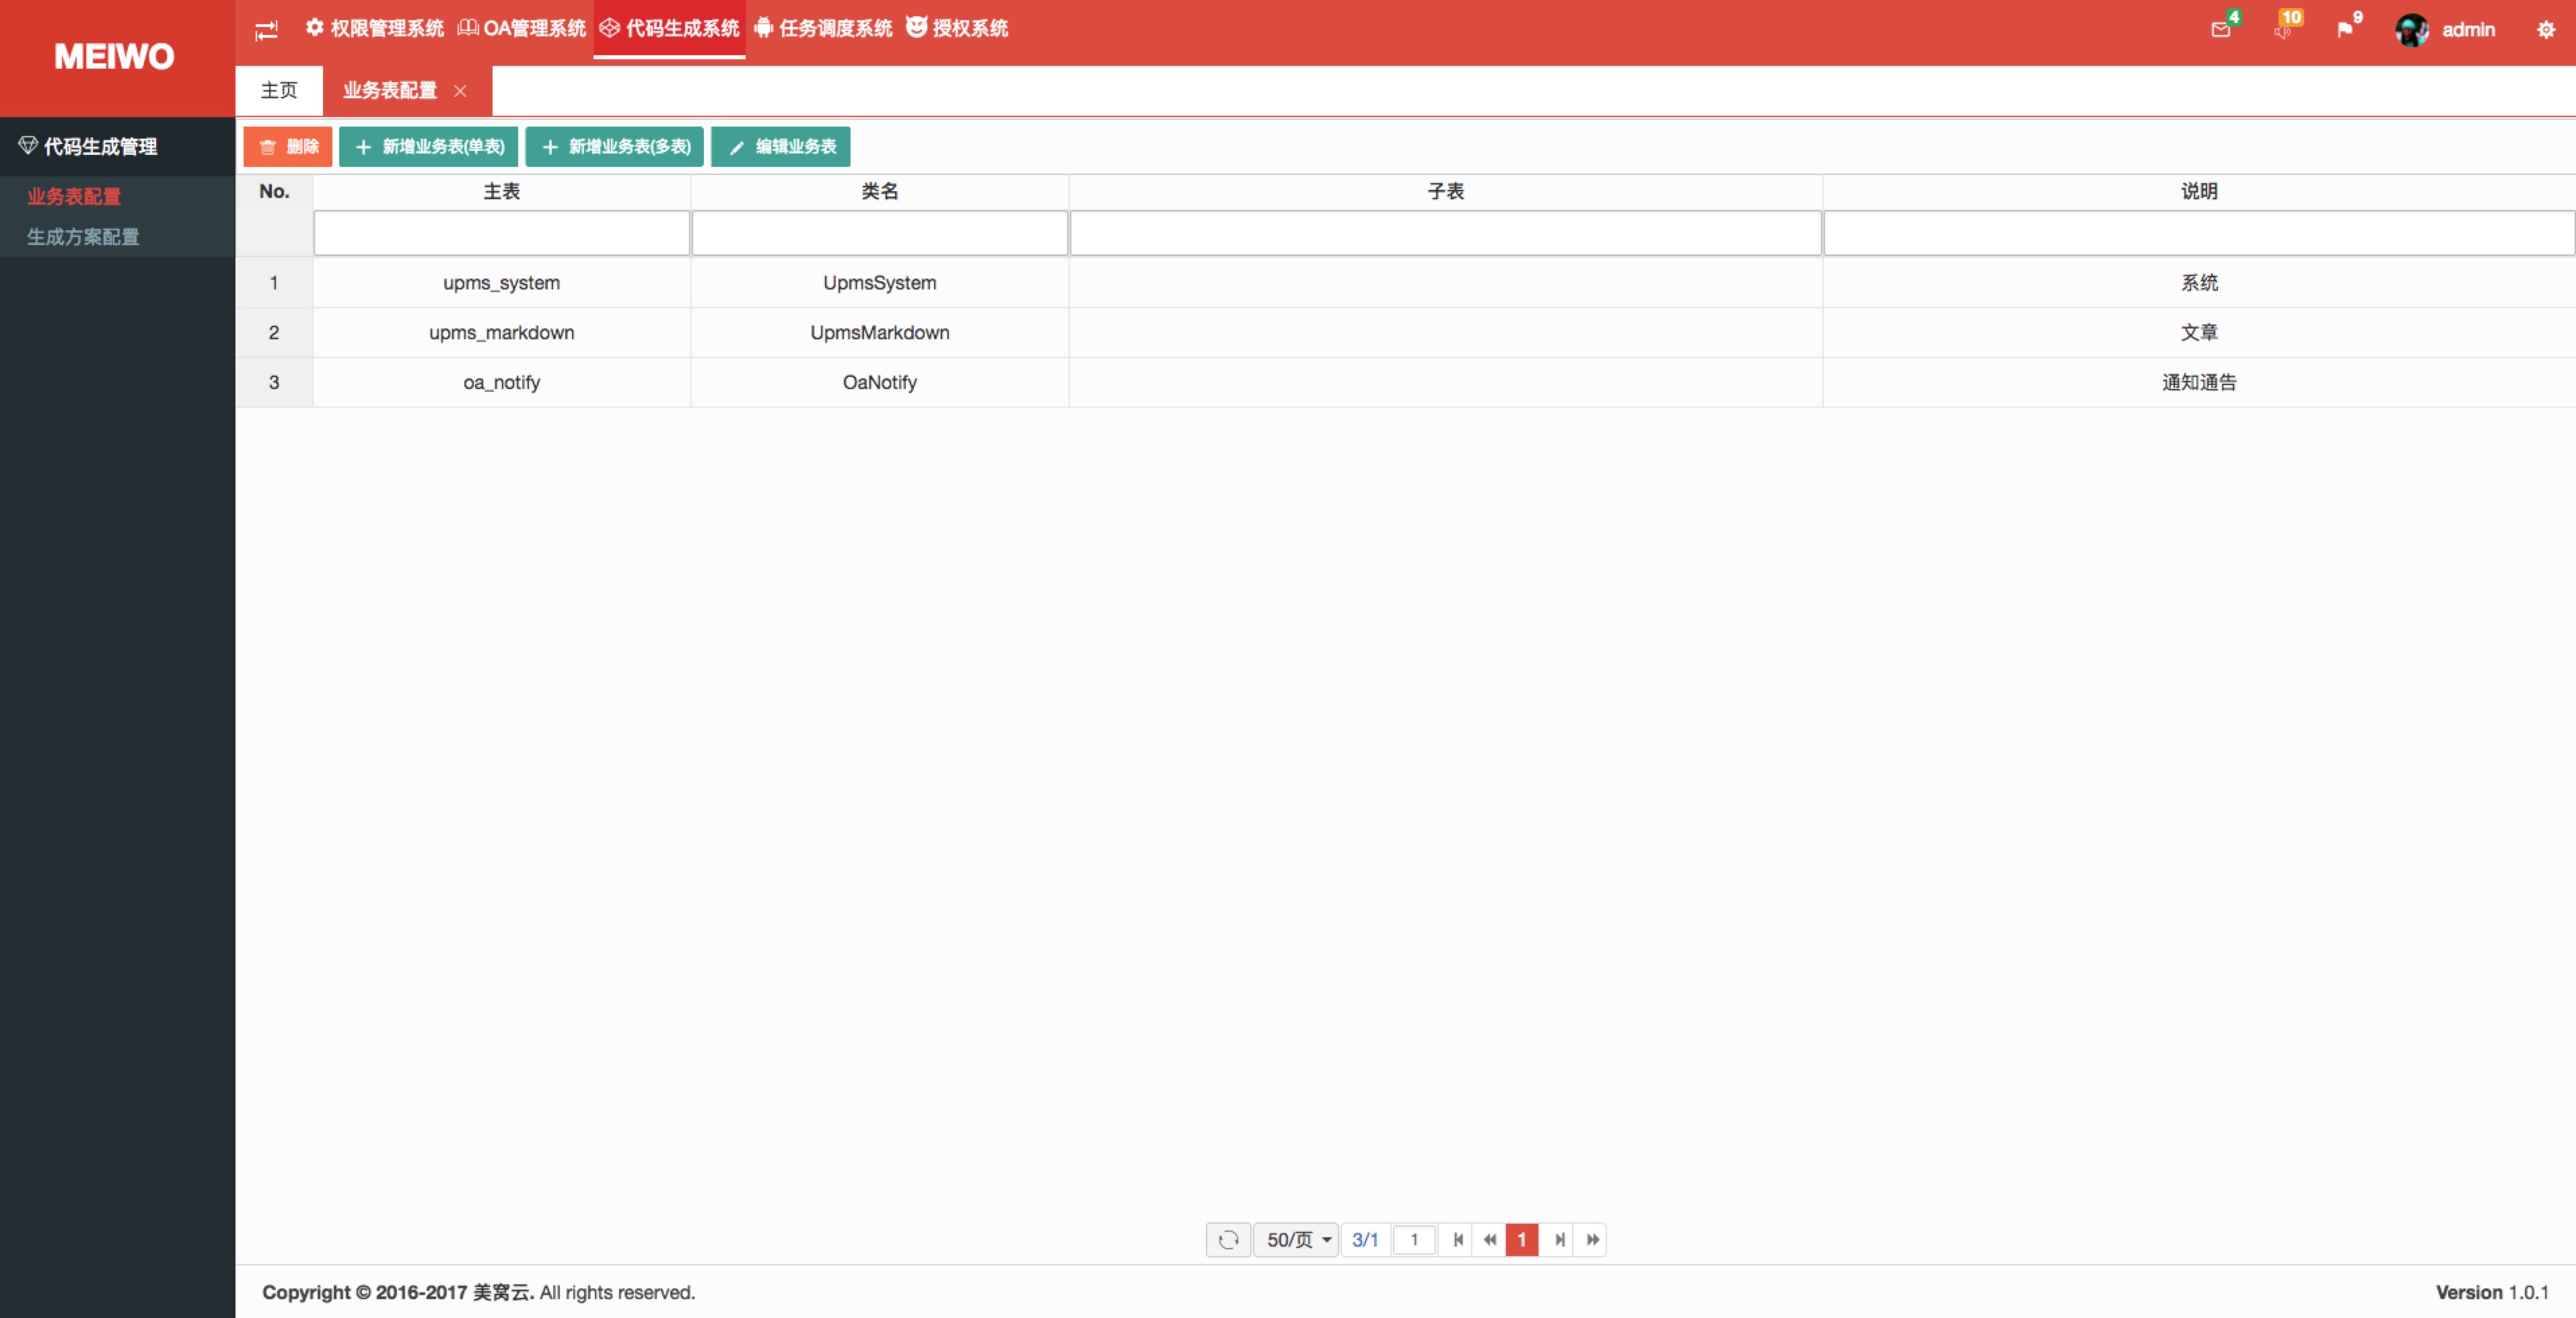 MEIWO
权限管理系统 OA管理系统 代码生成系统 任务调度系统 授权系统 4 10 9 admin
主页 业务表配置
代码生成管理
业务表配置
生成方案配置
删除 新增业务表(单表) 新增业务表(多表) 编辑业务表
No. 主表 类名 子表 说明
1 upms_system UpmsSystem 系统
2 upms_markdown UpmsMarkdown 文章
3 oa_notify OaNotify 通知通告
50/页 3/1 1 1
Copyright © 2016-2017 美窝云. All rights reserved. Version 1.0.1